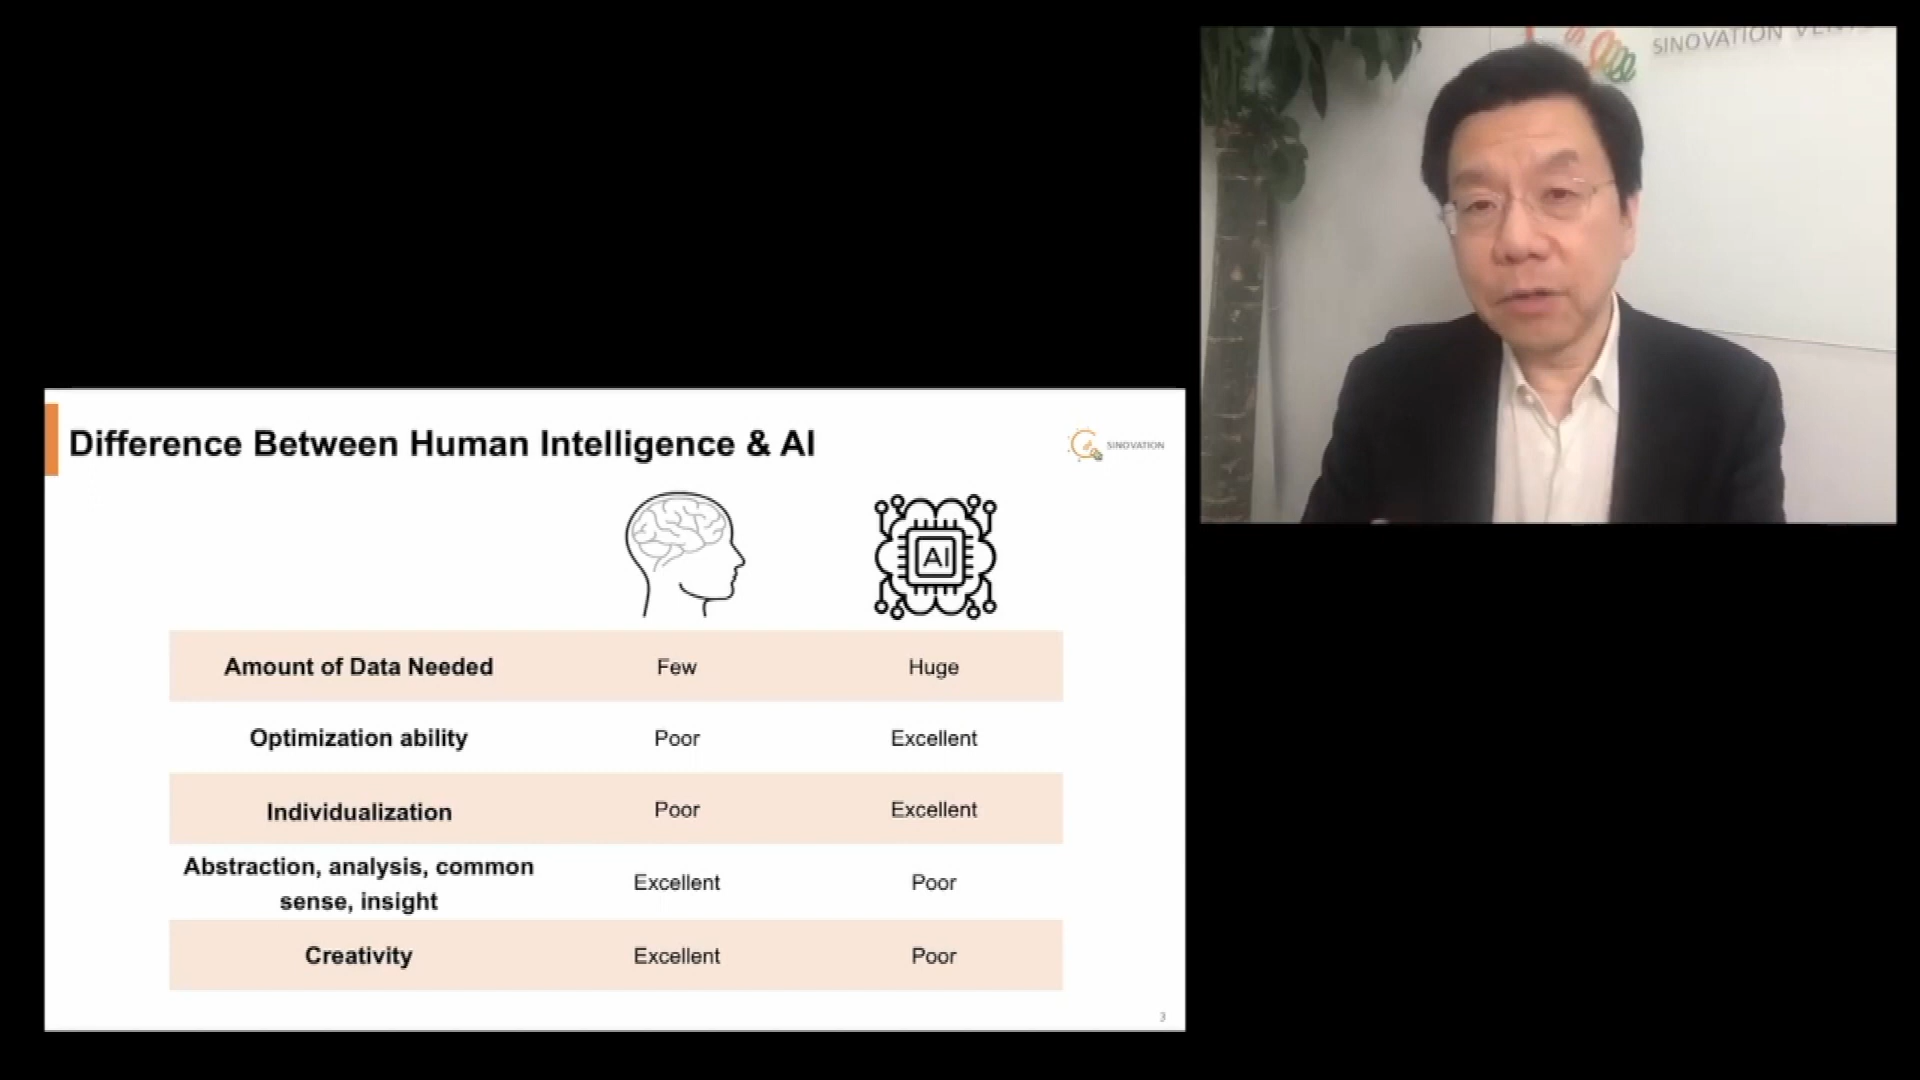 SINOVATION VENT
Difference Between Human Intelligence & AI
SINOVATION
AI
Amount of Data Needed Few Huge
Optimization ability Poor Excellent
Individualization Poor Excellent
Abstraction, analysis, common
sense, insight Excellent Poor
Creativity Excellent Poor
3